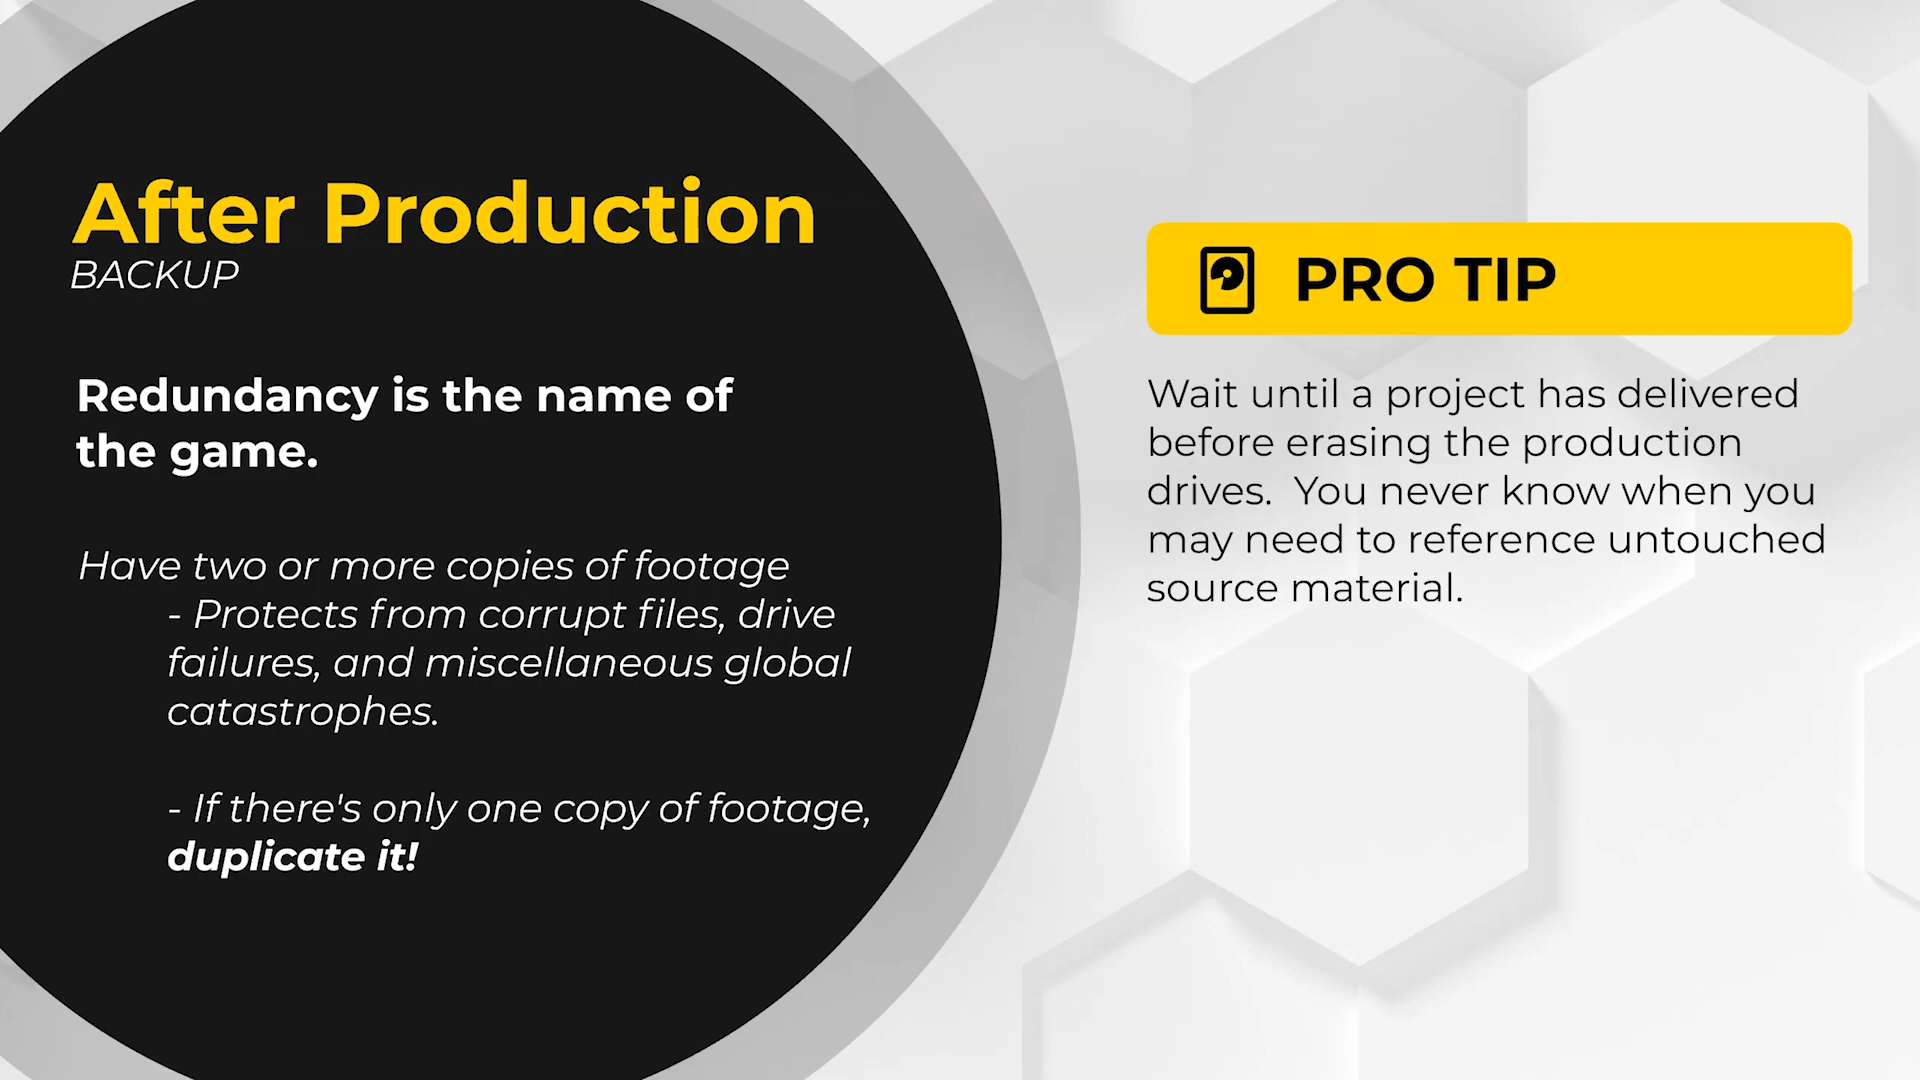 After Production
BACKUP
Redundancy is the name of
the game.
Have two or more copies of footage
- Protects from corrupt files, drive
failures, and miscellaneous global
catastrophes.
- If there's only one copy of footage,
duplicate it!
PRO TIP
Wait until a project has delivered
before erasing the production
drives.  You never know when you
may need to reference untouched
source material.